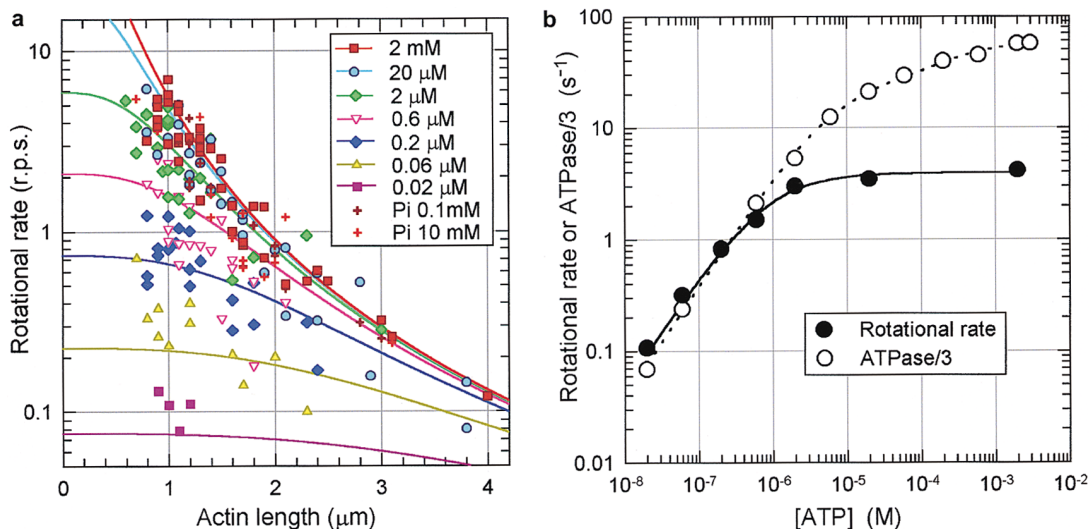 a
10
1
0.1
Rotational rate (r.p.s.)
0
1
2
3
4
Actin length (μm)
2 mM
20 μM
2 μM
0.6 μM
0.2 μM
0.06 μM
0.02 μM
Pi 0.1mM
Pi 10 mM
b
100
10
1
0.1
0.01
Rotational rate or ATPase/3 (s⁻¹)
10⁻⁸
10⁻⁷
10⁻⁶
10⁻⁵
10⁻⁴
10⁻³
10⁻²
[ATP] (M)
Rotational rate
ATPase/3